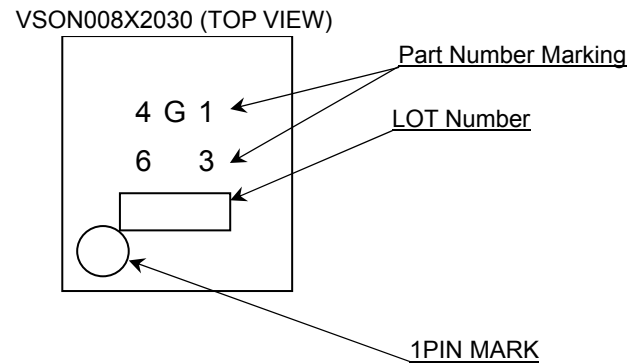 VSON008X2030 (TOP VIEW)
Part Number Marking
4 G 1
LOT Number
6 3
1PIN MARK